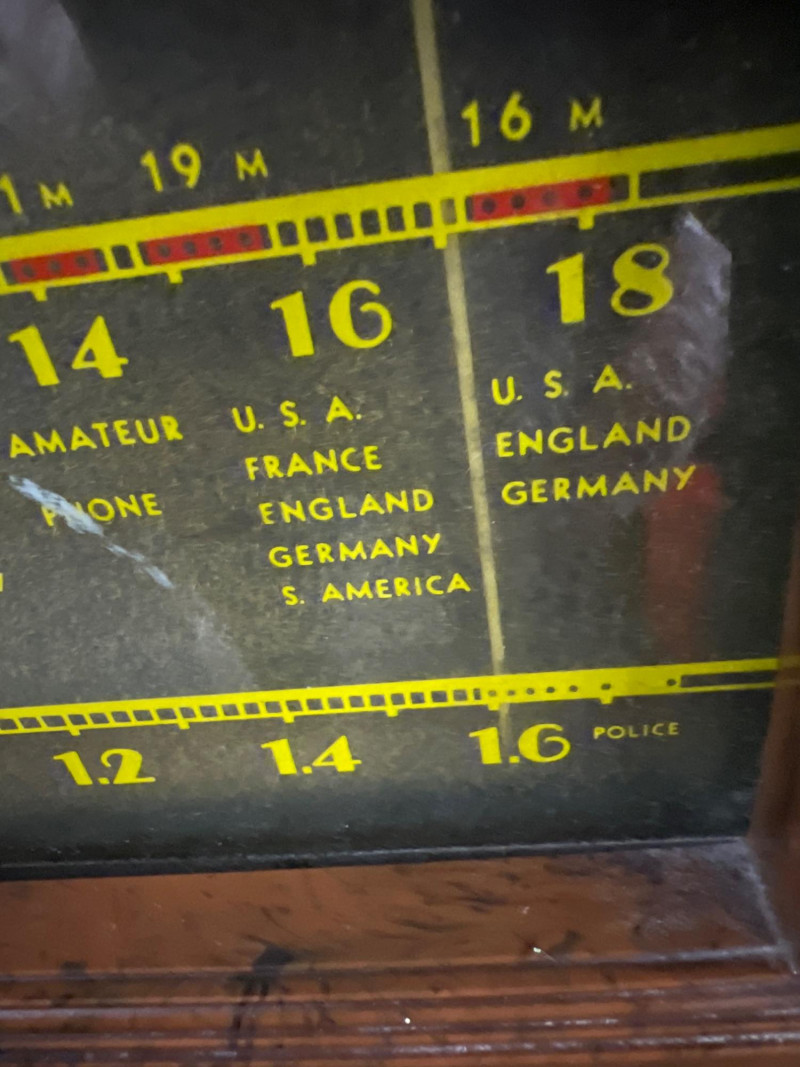 1 M 19 M 16 M
14 16 18
AMATEUR
PHONE
U. S. A.
FRANCE
ENGLAND
GERMANY
S. AMERICA
U. S. A.
ENGLAND
GERMANY
1.2 1.4 1.6 POLICE